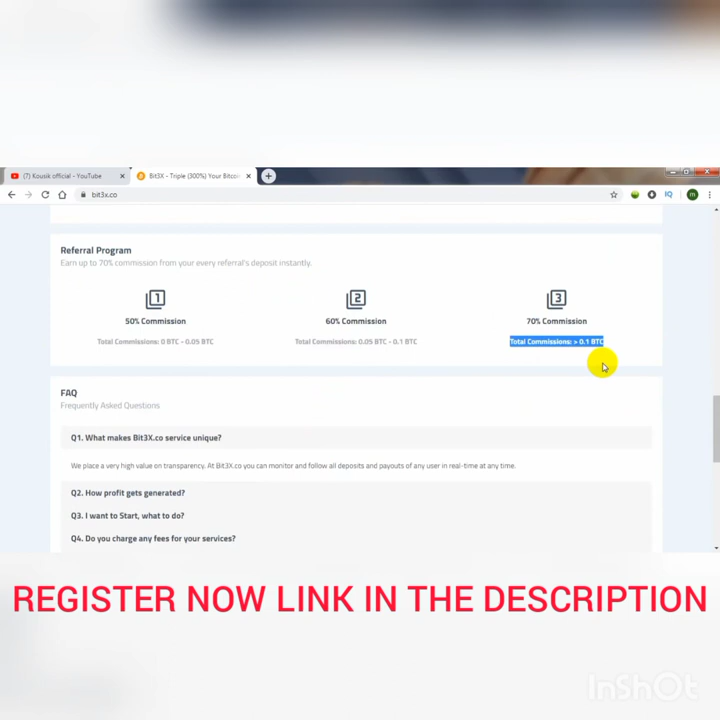 (7) Kousik official - YouTube
Bit3X - Triple (300%) Your Bitcoin
bit3x.co
IQ
m
Referral Program
Earn up to 70% commission from your every referral's deposit instantly.
1
2
3
50% Commission
60% Commission
70% Commission
Total Commissions: 0 BTC - 0.05 BTC
Total Commissions: 0.05 BTC - 0.1 BTC
Total Commissions: > 0.1 BTC
FAQ
Frequently Asked Questions
Q1. What makes Bit3X.co service unique?
We place a very high value on transparency. At Bit3X.co you can monitor and follow all deposits and payouts of any user in real-time at any time.
Q2. How profit gets generated?
Q3. I want to Start, what to do?
Q4. Do you charge any fees for your services?
REGISTER NOW LINK IN THE DESCRIPTION
InShOt